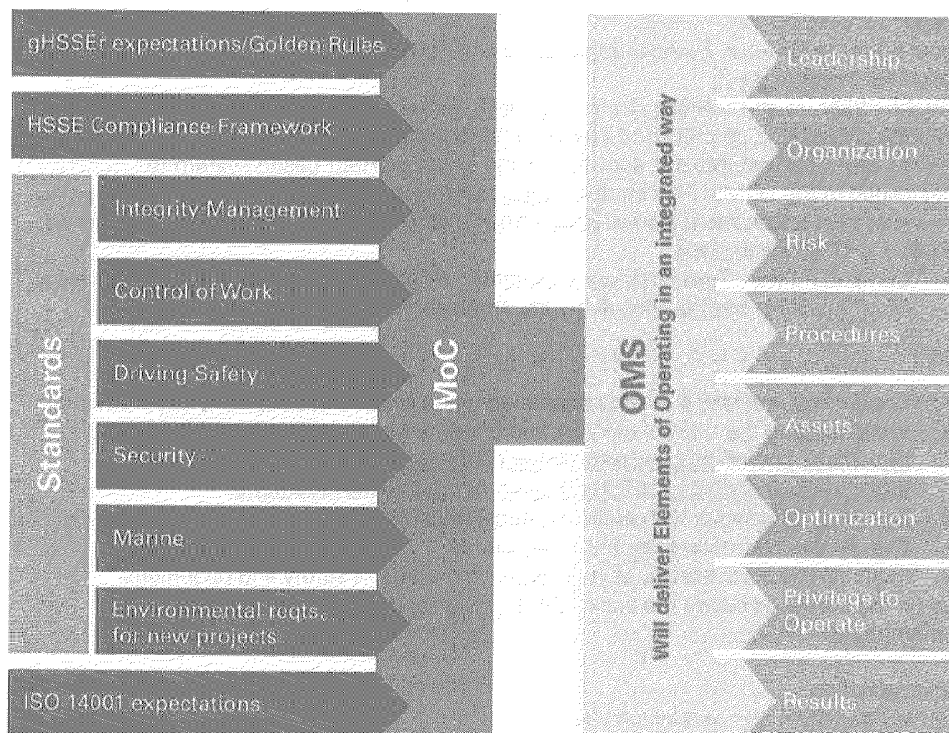 gHSSEr expectations/Golden Rules
HSSE Compliance Framework
Standards
Integrity Management
Control of Work
Driving Safety
Security
Marine
Environmental reqts.
for new projects
ISO 14001 expectations
MoC
OMS
Will deliver Elements of Operating in an integrated way
Leadership
Organization
Risk
Procedures
Assets
Optimization
Privilege to
Operate
Results